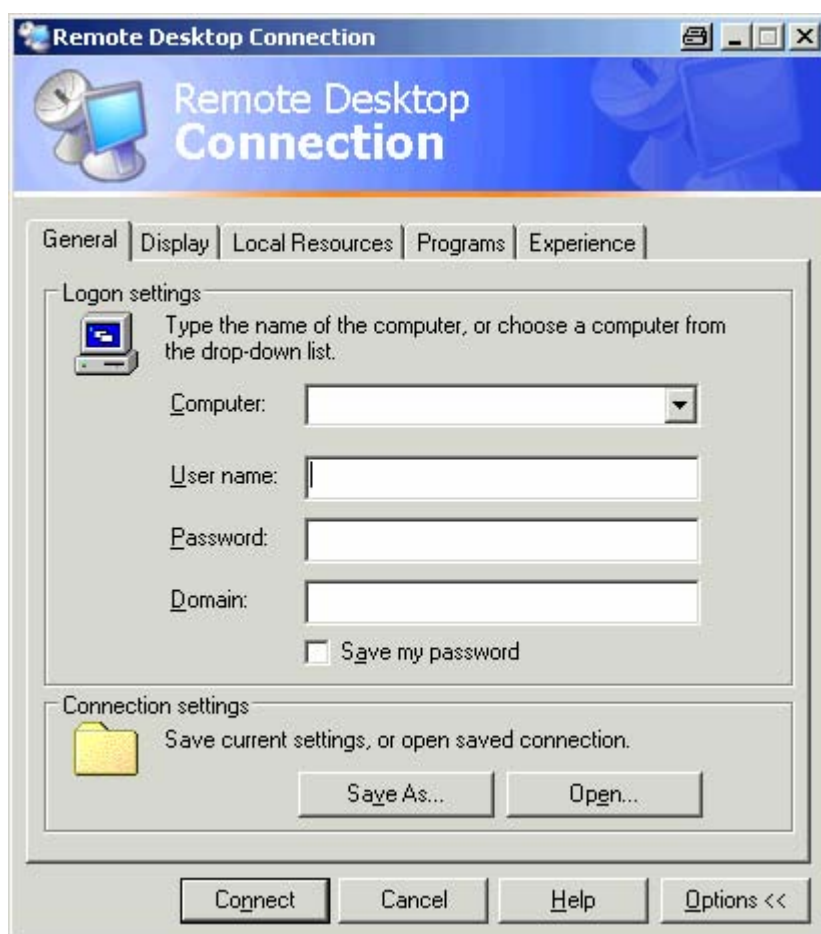 Remote Desktop Connection
Remote Desktop
Connection
General Display Local Resources Programs Experience
Logon settings
Type the name of the computer, or choose a computer from
the drop-down list.
Computer:
User name:
Password:
Domain:
Save my password
Connection settings
Save current settings, or open saved connection.
Save As... Open...
Connect Cancel Help Options <<